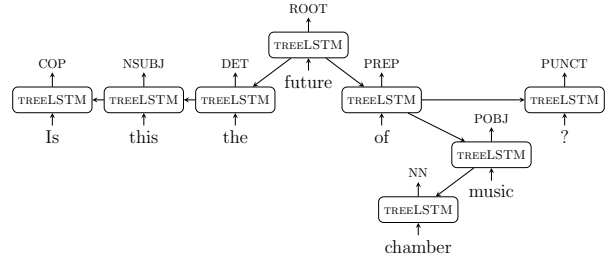 ROOT
TREELSTM
future
COP NSUBJ DET PREP PUNCT
TREELSTM TREELSTM TREELSTM TREELSTM TREELSTM
Is this the of ?
POBJ
TREELSTM
music
NN
TREELSTM
chamber